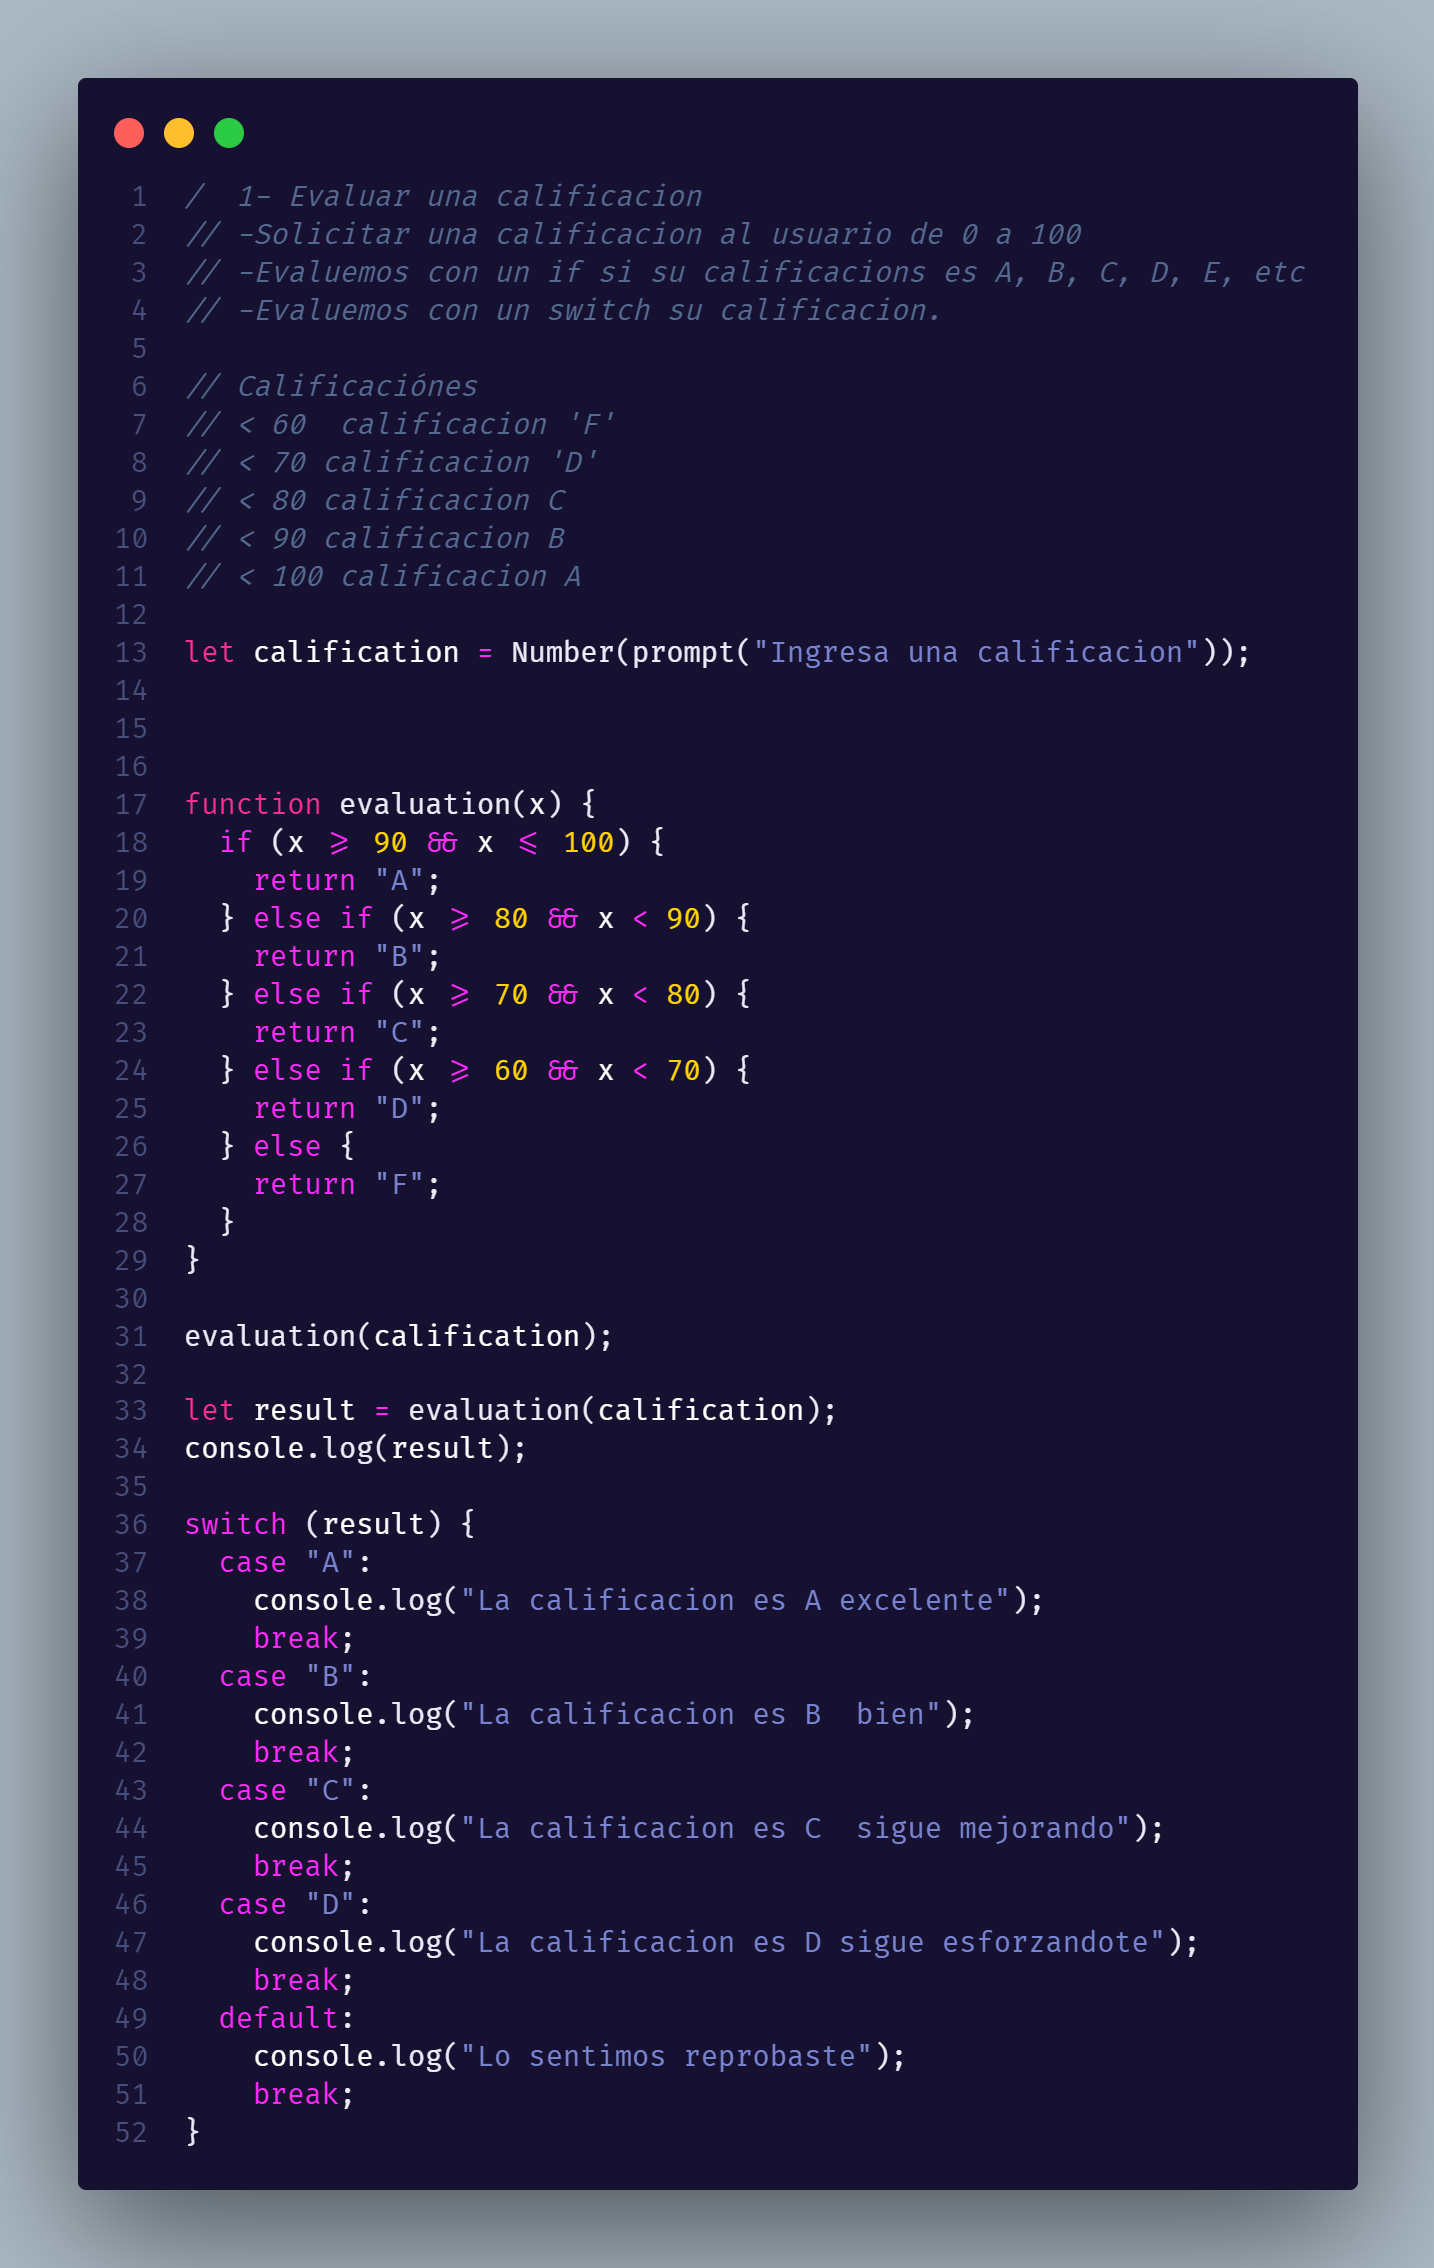 1 /  1- Evaluar una calificacion
2 // -Solicitar una calificacion al usuario de 0 a 100
3 // -Evaluemos con un if si su calificacions es A, B, C, D, E, etc
4 // -Evaluemos con un switch su calificacion.
5
6 // Calificaciónes
7 // < 60  calificacion 'F'
8 // < 70 calificacion 'D'
9 // < 80 calificacion C
10 // < 90 calificacion B
11 // < 100 calificacion A
12
13 let calification = Number(prompt("Ingresa una calificacion"));
14
15
16
17 function evaluation(x) {
18   if (x >= 90 && x <= 100) {
19     return "A";
20   } else if (x >= 80 && x < 90) {
21     return "B";
22   } else if (x >= 70 && x < 80) {
23     return "C";
24   } else if (x >= 60 && x < 70) {
25     return "D";
26   } else {
27     return "F";
28   }
29 }
30
31 evaluation(calification);
32
33 let result = evaluation(calification);
34 console.log(result);
35
36 switch (result) {
37   case "A":
38     console.log("La calificacion es A excelente");
39     break;
40   case "B":
41     console.log("La calificacion es B  bien");
42     break;
43   case "C":
44     console.log("La calificacion es C  sigue mejorando");
45     break;
46   case "D":
47     console.log("La calificacion es D sigue esforzandote");
48     break;
49   default:
50     console.log("Lo sentimos reprobaste");
51     break;
52 }